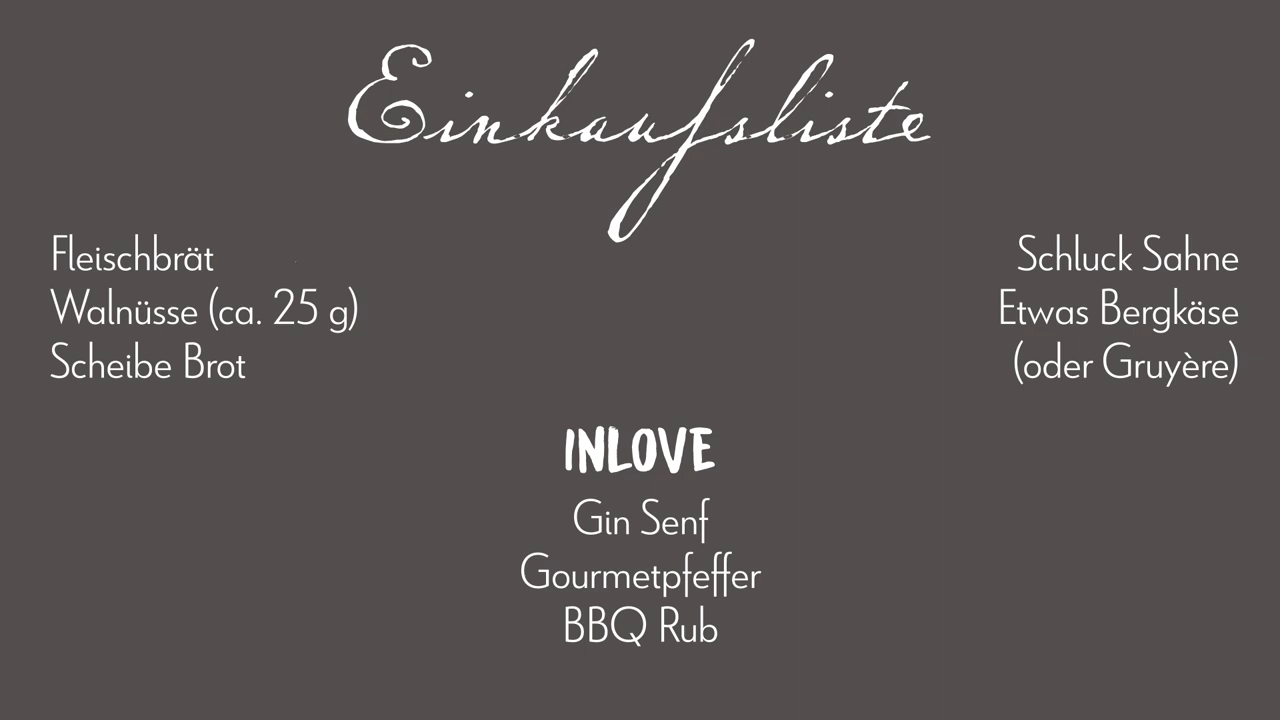 Einkaufsliste
Fleischbrät
Walnüsse (ca. 25 g)
Scheibe Brot
Schluck Sahne
Etwas Bergkäse
(oder Gruyère)
INLOVE
Gin Senf
Gourmetpfeffer
BBQ Rub